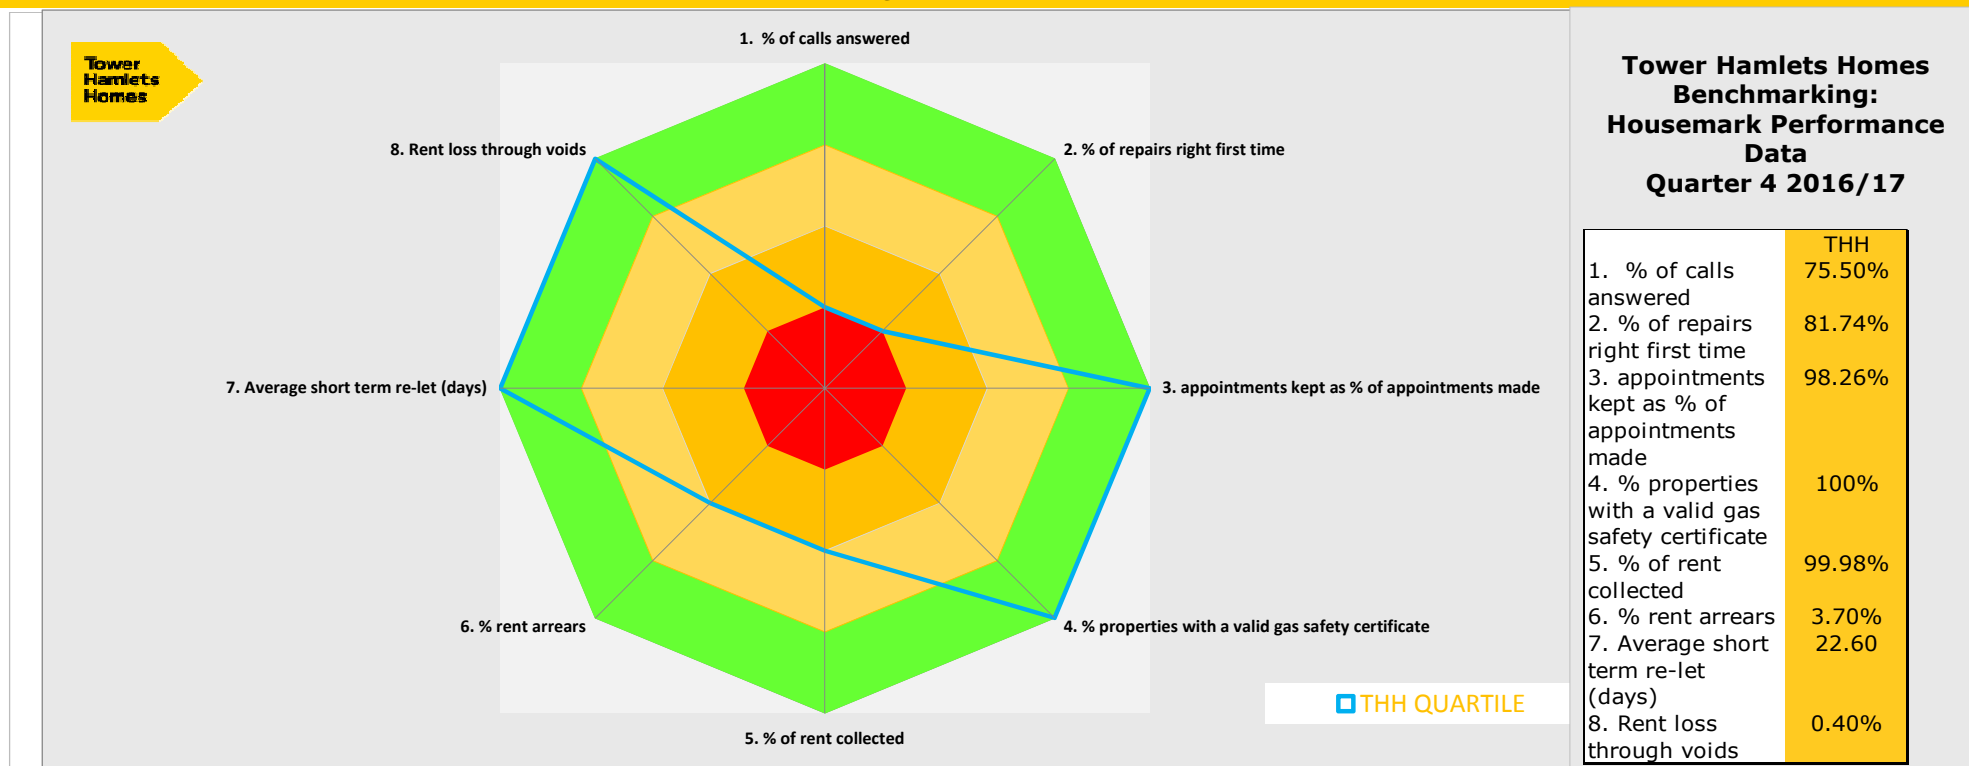 Tower
Hamlets
Homes
1. % of calls answered
2. % of repairs right first time
3. appointments kept as % of appointments made
4. % properties with a valid gas safety certificate
5. % of rent collected
6. % rent arrears
7. Average short term re-let (days)
8. Rent loss through voids
THH QUARTILE
Tower Hamlets Homes
Benchmarking:
Housemark Performance
Data
Quarter 4 2016/17
THH
1. % of calls 75.50%
answered
2. % of repairs 81.74%
right first time
3. appointments 98.26%
kept as % of
appointments
made
4. % properties 100%
with a valid gas
safety certificate
5. % of rent 99.98%
collected
6. % rent arrears 3.70%
7. Average short 22.60
term re-let
(days)
8. Rent loss 0.40%
through voids